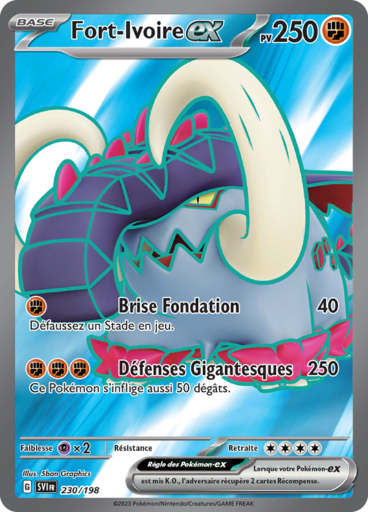 BASE
Fort-Ivoire ex
PV 250
Brise Fondation 40
Défaussez un Stade en jeu.
Défenses Gigantesques 250
Ce Pokémon s'inflige aussi 50 dégâts.
Faiblesse ×2 Résistance Retraite
Illus. 5ban Graphics
G SVI FR 230/198
Règle des Pokémon-ex
Lorsque votre Pokémon-ex
est mis K.O., l'adversaire récupère 2 cartes Récompense.
©2023 Pokémon/Nintendo/Creatures/GAME FREAK